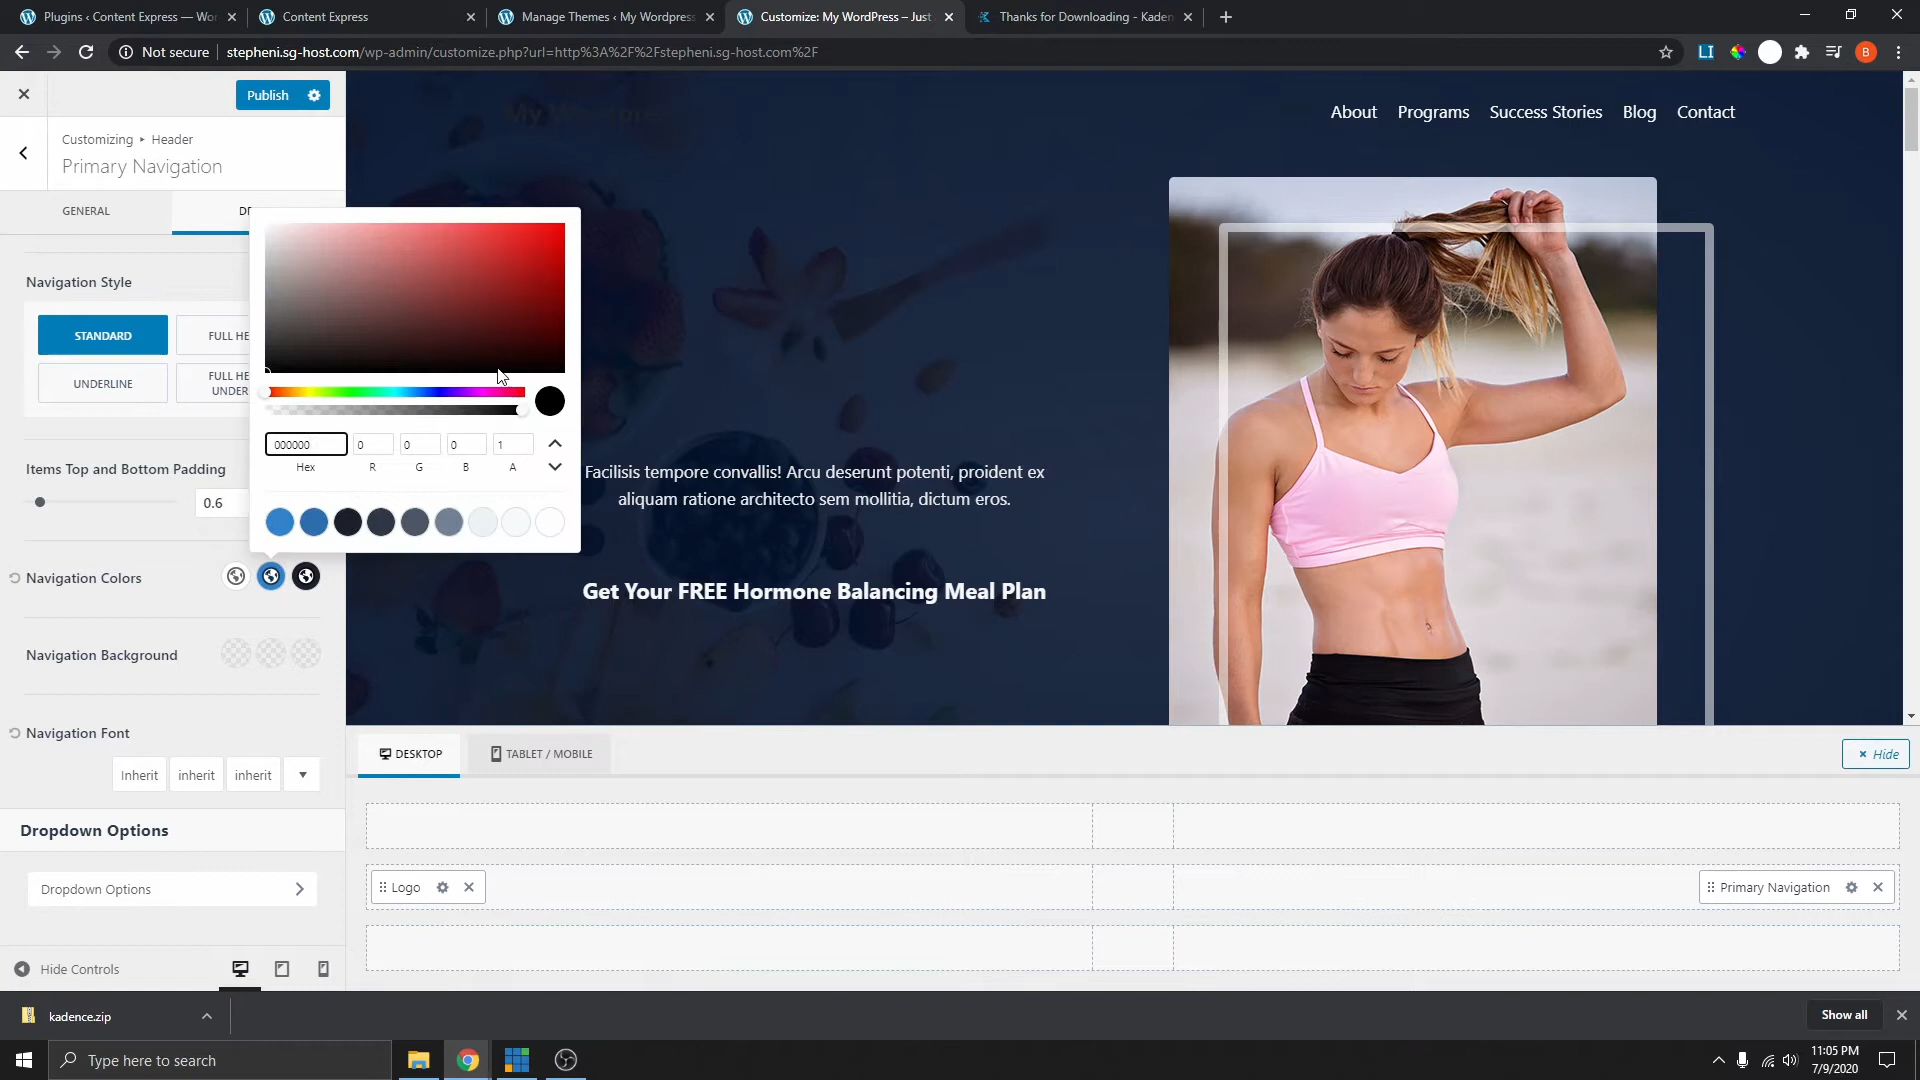 Plugins ‹ Content Express — Wor
Content Express
Manage Themes ‹ My Wordpress
Customize: My WordPress – Just
Thanks for Downloading - Kaden
Not secure
stepheni.sg-host.com/wp-admin/customize.php?url=http%3A%2F%2Fstepheni.sg-host.com%2F
LI
B
Publish
Customizing ▸ Header
Primary Navigation
GENERAL
DE
My Wordpre
About
Programs
Success Stories
Blog
Contact
Navigation Style
STANDARD
FULL HE
UNDERLINE
FULL HE
UNDER
000000
0
0
0
1
Hex
R
G
B
A
Items Top and Bottom Padding
0.6
Facilisis tempore convallis! Arcu deserunt potenti, proident ex
aliquam ratione architecto sem mollitia, dictum eros.
Navigation Colors
Get Your FREE Hormone Balancing Meal Plan
Navigation Background
Navigation Font
Inherit
inherit
inherit
DESKTOP
TABLET / MOBILE
× Hide
Dropdown Options
Dropdown Options
Logo
Primary Navigation
Hide Controls
kadence.zip
Show all
Type here to search
11:05 PM
7/9/2020